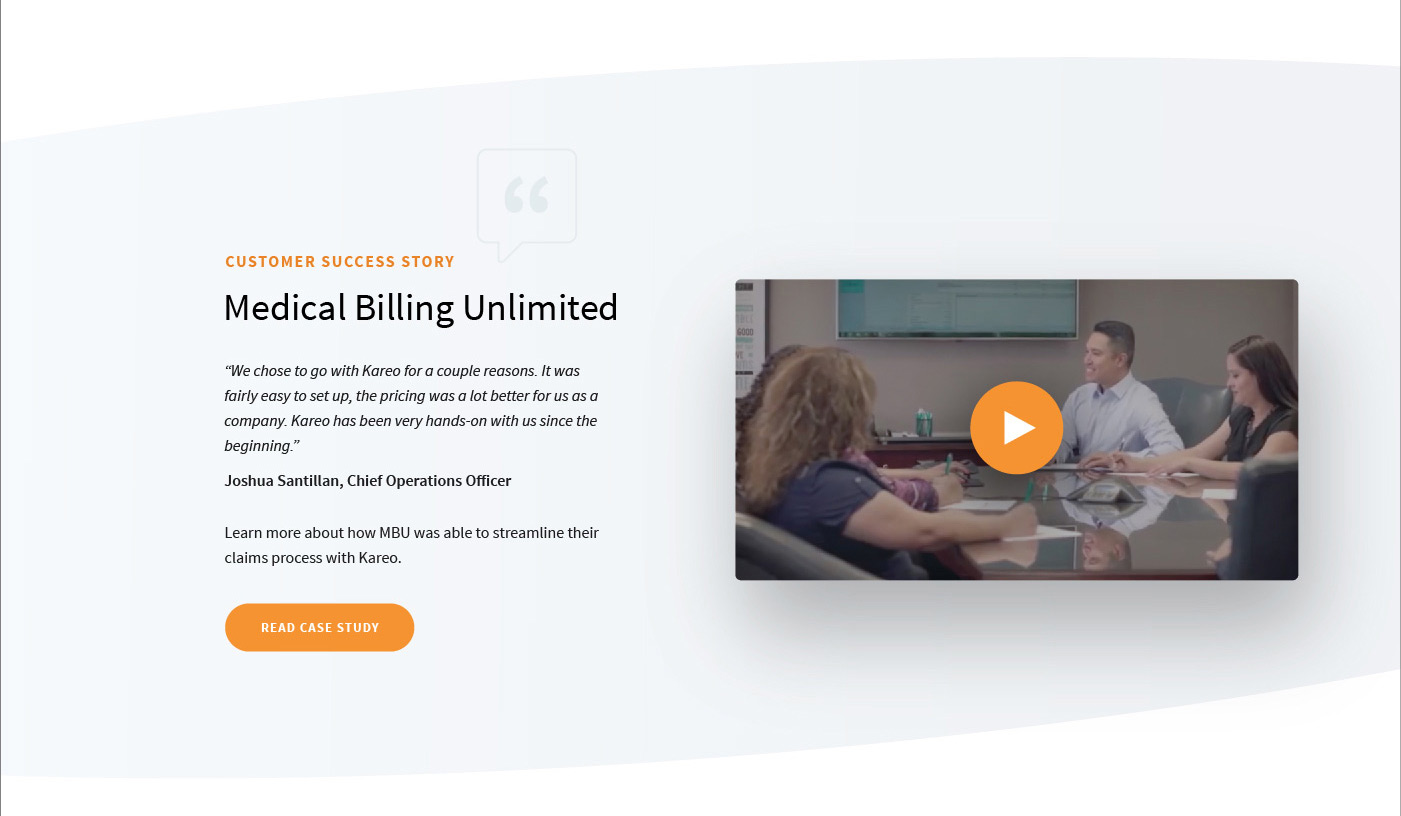 CUSTOMER SUCCESS STORY
Medical Billing Unlimited
“We chose to go with Kareo for a couple reasons. It was
fairly easy to set up, the pricing was a lot better for us as a
company. Kareo has been very hands-on with us since the
beginning.”
Joshua Santillan, Chief Operations Officer
Learn more about how MBU was able to streamline their
claims process with Kareo.
READ CASE STUDY
GOOD